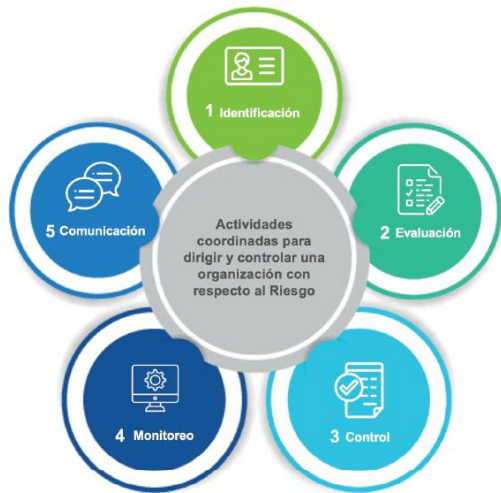 1 Identificación
2 Evaluación
3 Control
4 Monitoreo
5 Comunicación
Actividades
coordinadas para
dirigir y controlar una
organización con
respecto al Riesgo